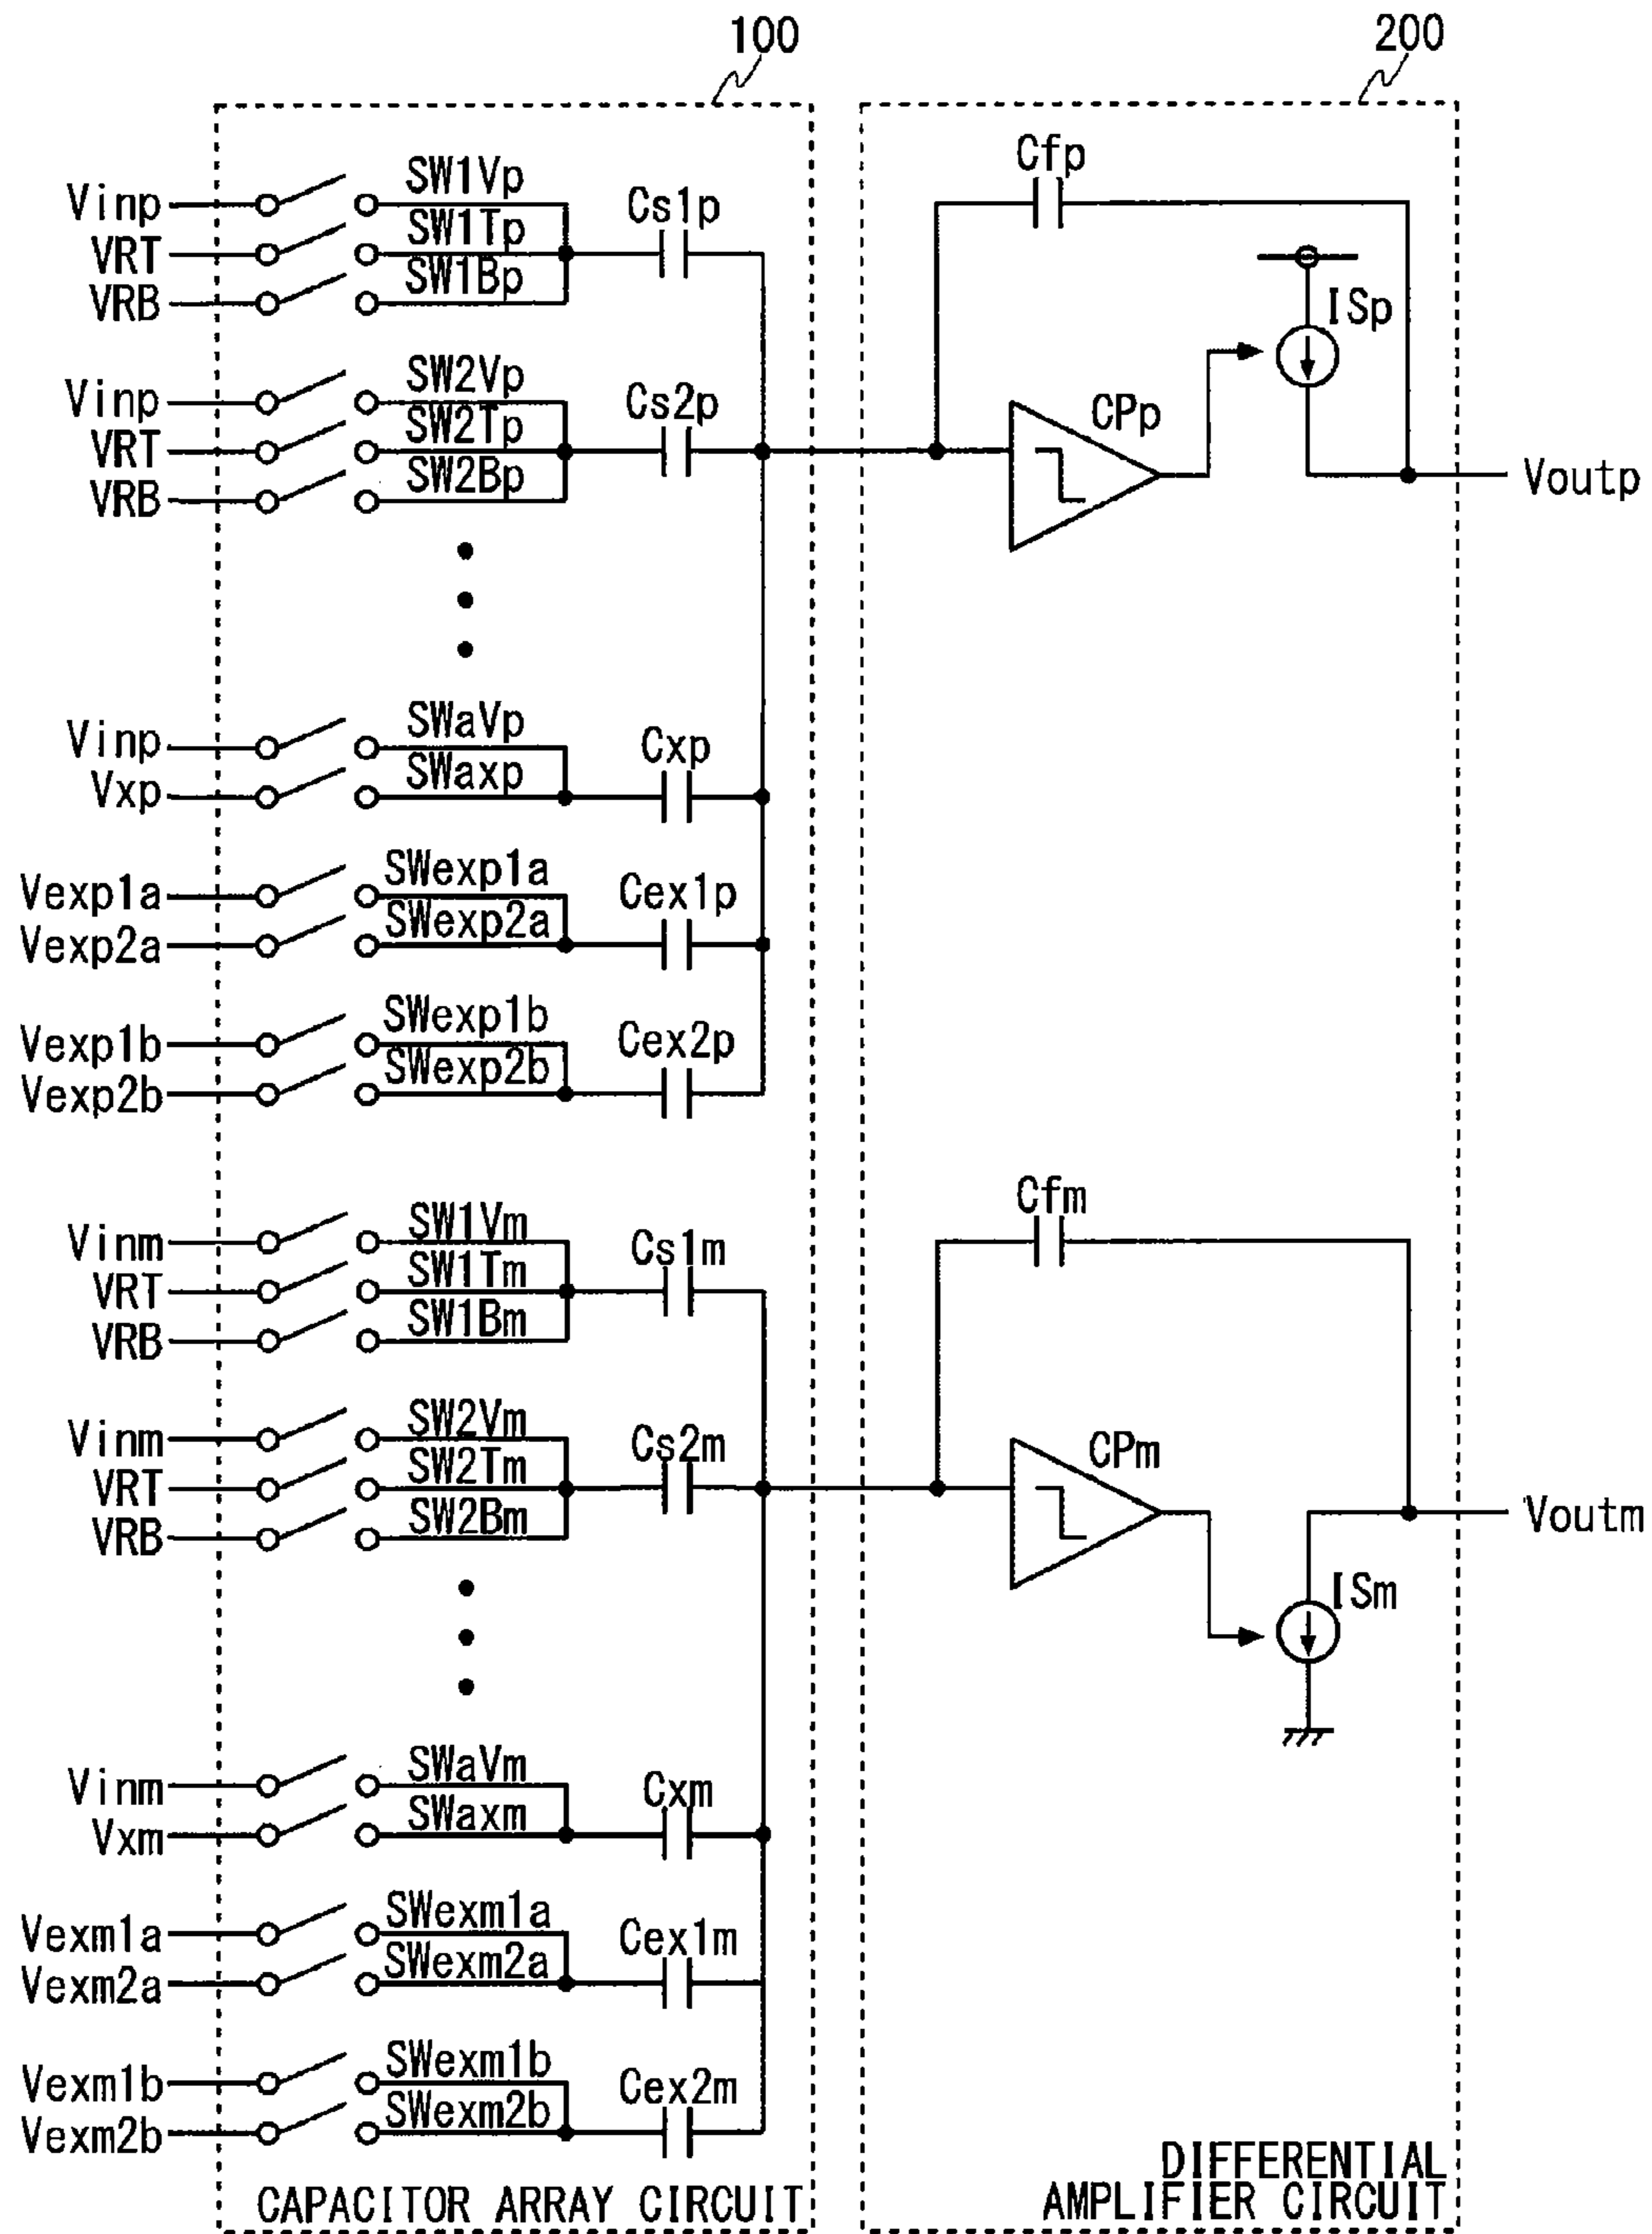 100
200
Vinp
VRT
VRB
SW1Vp
SW1Tp
SW1Bp
Cs1p
Vinp
VRT
VRB
SW2Vp
SW2Tp
SW2Bp
Cs2p
Vinp
Vxp
SWaVp
SWaxp
Cxp
Vexp1a
Vexp2a
SWexp1a
SWexp2a
Cex1p
Vexp1b
Vexp2b
SWexp1b
SWexp2b
Cex2p
Cfp
ISp
CPp
Voutp
Vinm
VRT
VRB
SW1Vm
SW1Tm
SW1Bm
Cs1m
Vinm
VRT
VRB
SW2Vm
SW2Tm
SW2Bm
Cs2m
Vinm
Vxm
SWaVm
SWaxm
Cxm
Vexm1a
Vexm2a
SWexm1a
SWexm2a
Cex1m
Vexm1b
Vexm2b
SWexm1b
SWexm2b
Cex2m
Cfm
CPm
ISm
Voutm
CAPACITOR ARRAY CIRCUIT
DIFFERENTIAL
AMPLIFIER CIRCUIT